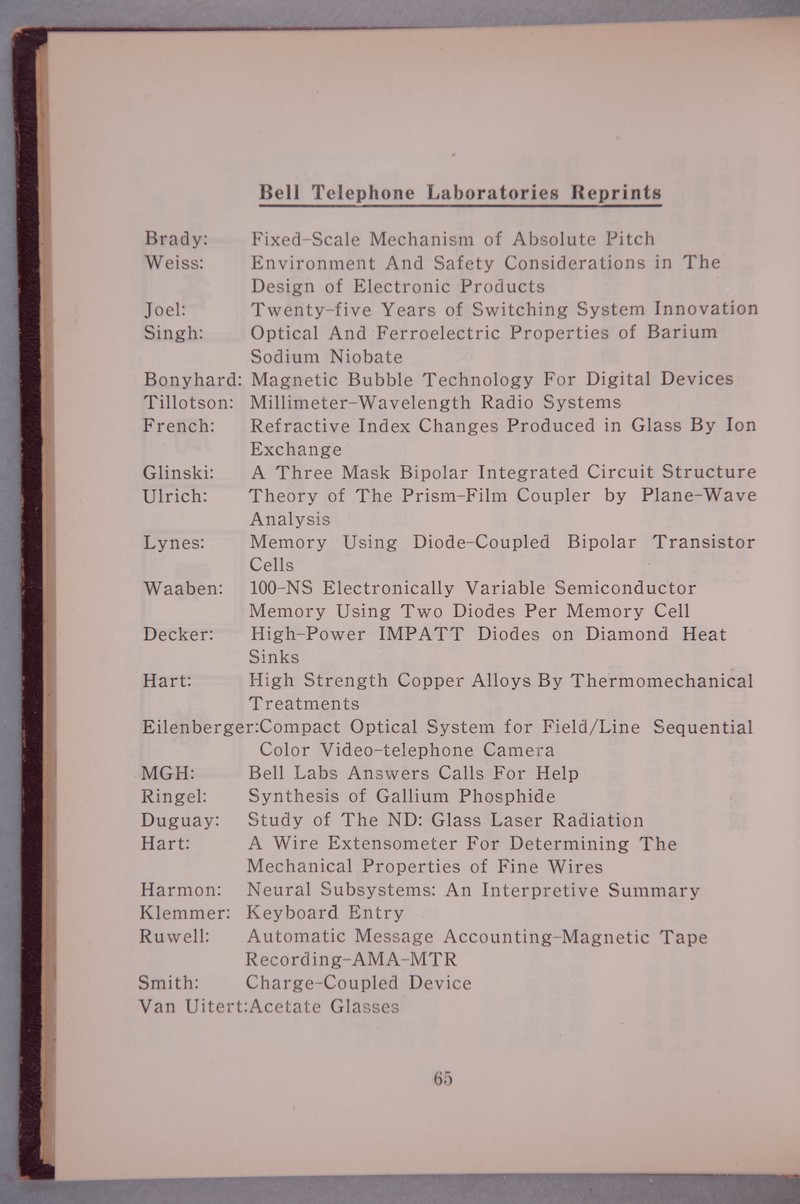 Bell Telephone Laboratories Reprints
Brady: Fixed-Scale Mechanism of Absolute Pitch
Weiss: Environment And Safety Considerations in The
Design of Electronic Products
Joel: Twenty-five Years of Switching System Innovation
Singh: Optical And Ferroelectric Properties of Barium
Sodium Niobate
Bonyhard: Magnetic Bubble Technology For Digital Devices
Tillotson: Millimeter-Wavelength Radio Systems
French: Refractive Index Changes Produced in Glass By Ion
Exchange
Glinski: A Three Mask Bipolar Integrated Circuit Structure
Ulrich: Theory of The Prism-Film Coupler by Plane-Wave
Analysis
Lynes: Memory Using Diode-Coupled Bipolar Transistor
Cells
Waaben: 100-NS Electronically Variable Semiconductor
Memory Using Two Diodes Per Memory Cell
Decker: High-Power IMPATT Diodes on Diamond Heat
Sinks
Hart: High Strength Copper Alloys By Thermomechanical
Treatments
Eilenberger:Compact Optical System for Field/Line Sequential
Color Video-telephone Camera
MGH: Bell Labs Answers Calls For Help
Ringel: Synthesis of Gallium Phosphide
Duguay: Study of The ND: Glass Laser Radiation
Hart: A Wire Extensometer For Determining The
Mechanical Properties of Fine Wires
Harmon: Neural Subsystems: An Interpretive Summary
Klemmer: Keyboard Entry
Ruwell: Automatic Message Accounting-Magnetic Tape
Recording-AMA-MTR
Smith: Charge-Coupled Device
Van Uitert:Acetate Glasses
65